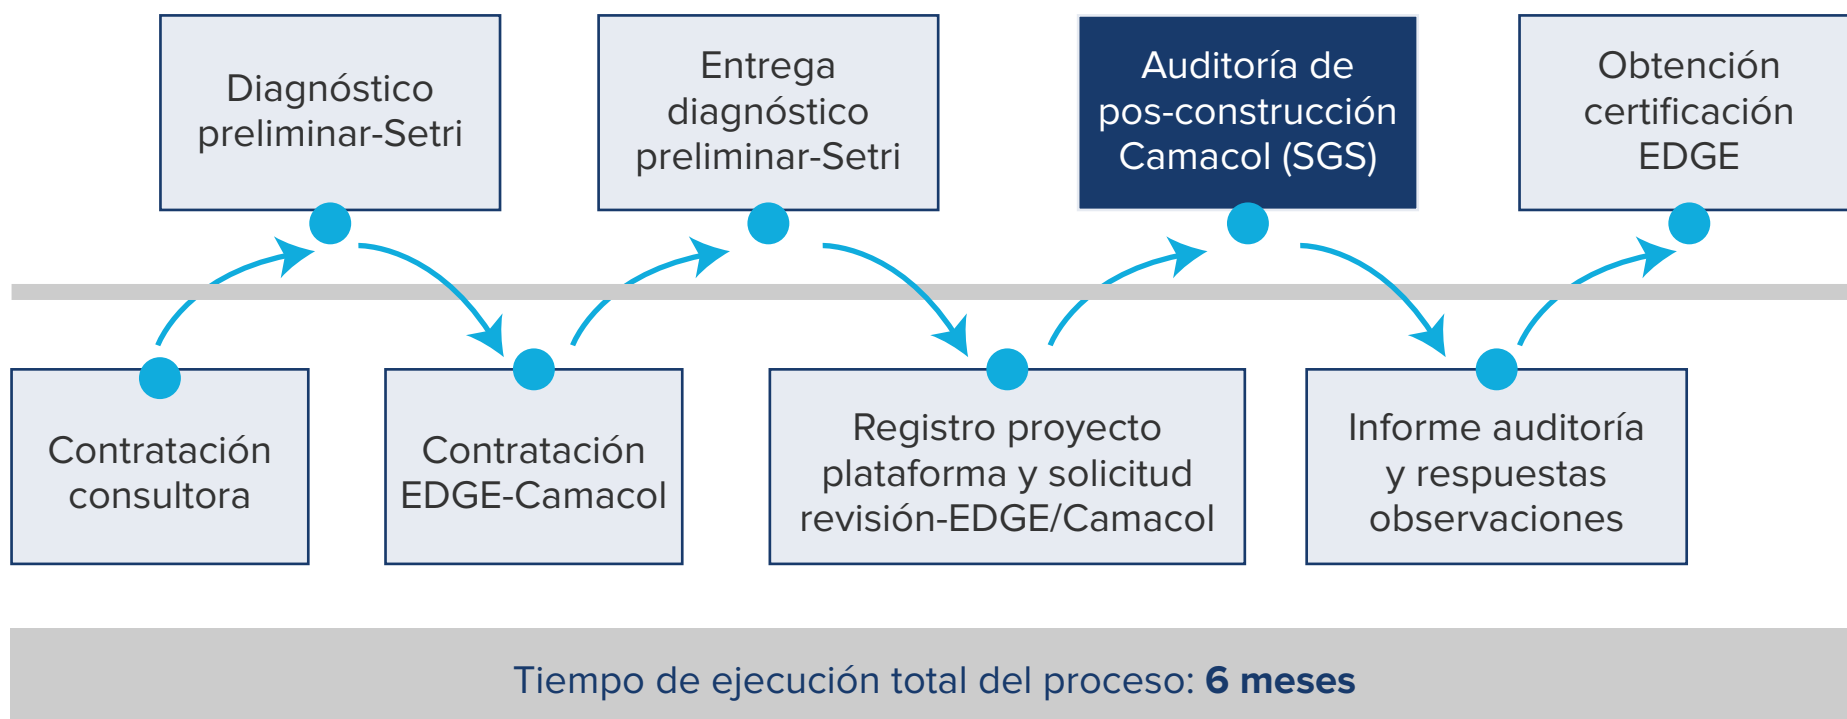 Diagnóstico
preliminar-Setri
Entrega
diagnóstico
preliminar-Setri
Auditoría de
pos-construcción
Camacol (SGS)
Obtención
certificación
EDGE
Contratación
consultora
Contratación
EDGE-Camacol
Registro proyecto
plataforma y solicitud
revisión-EDGE/Camacol
Informe auditoría
y respuestas
observaciones
Tiempo de ejecución total del proceso: 6 meses